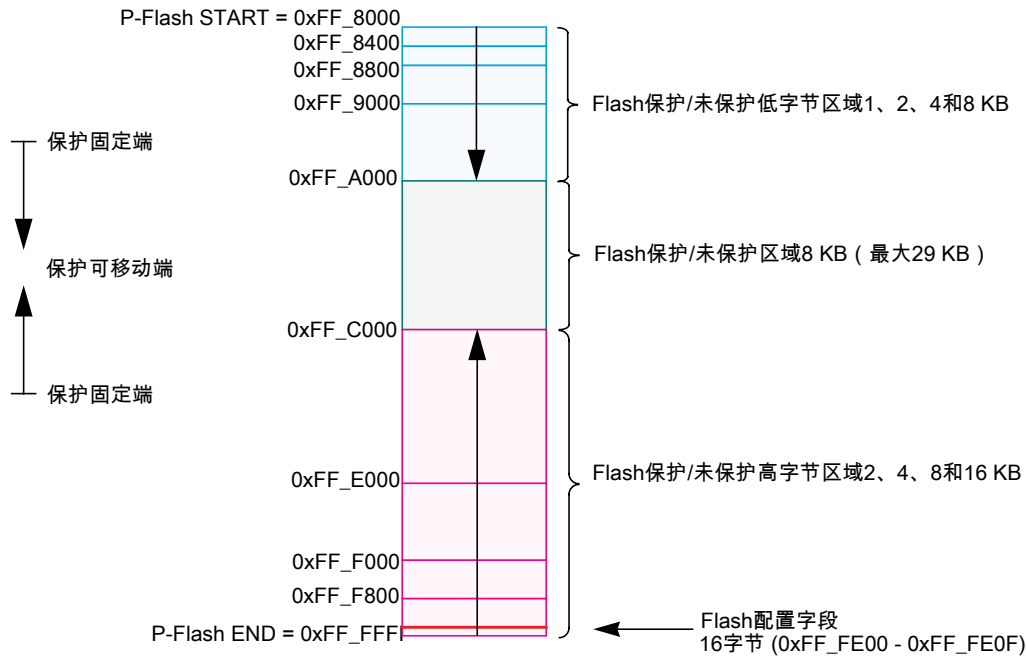 P-Flash START = 0xFF_8000
0xFF_8400
0xFF_8800
0xFF_9000
Flash保护/未保护低字节区域1、2、4和8 KB
保护固定端
0xFF_A000
Flash保护/未保护区域8 KB（最大29 KB）
保护可移动端
0xFF_C000
保护固定端
Flash保护/未保护高字节区域2、4、8和16 KB
0xFF_E000
0xFF_F000
0xFF_F800
P-Flash END = 0xFF_FFF
Flash配置字段
16字节 (0xFF_FE00 - 0xFF_FE0F)